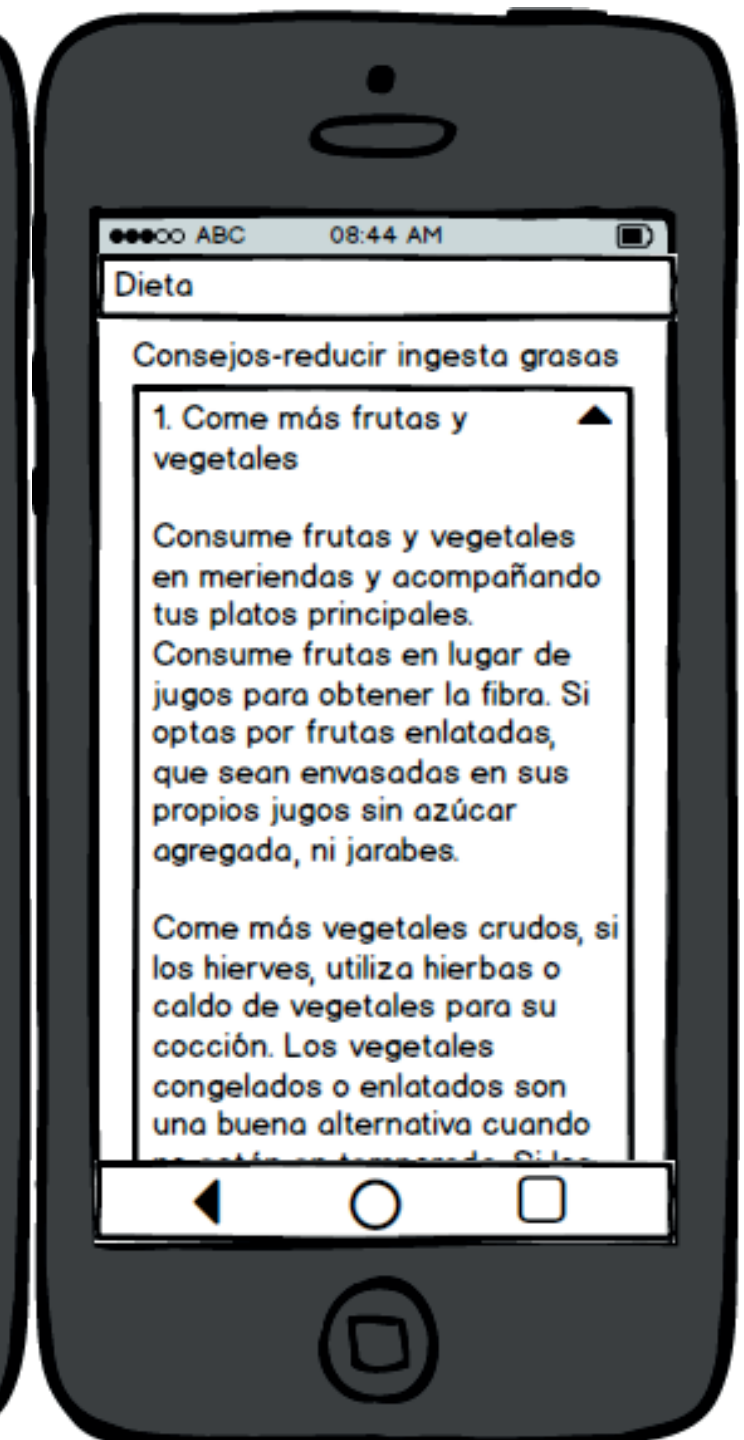 ABC 08:44 AM
Dieta
Consejos-reducir ingesta grasas
1. Come más frutas y
vegetales
Consume frutas y vegetales
en meriendas y acompañando
tus platos principales.
Consume frutas en lugar de
jugos para obtener la fibra. Si
optas por frutas enlatadas,
que sean envasadas en sus
propios jugos sin azúcar
agregada, ni jarabes.
Come más vegetales crudos, si
los hierves, utiliza hierbas o
caldo de vegetales para su
cocción. Los vegetales
congelados o enlatados son
una buena alternativa cuando